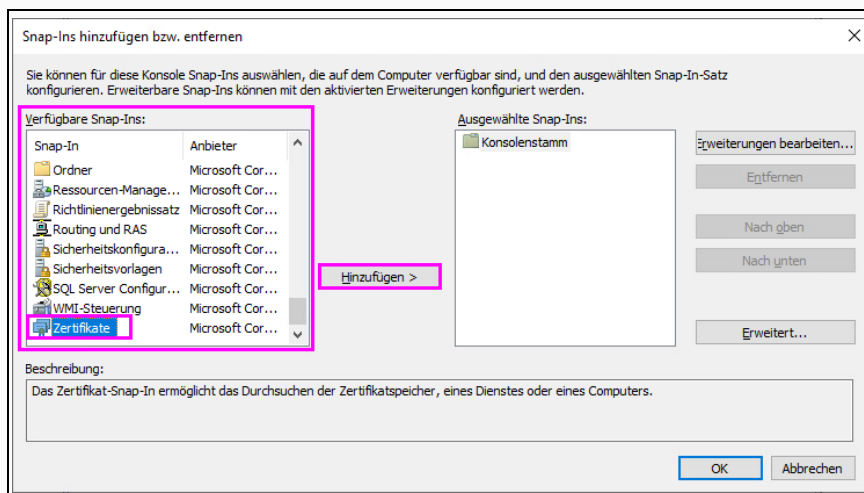 Snap-Ins hinzufügen bzw. entfernen
Sie können für diese Konsole Snap-Ins auswählen, die auf dem Computer verfügbar sind, und den ausgewählten Snap-In-Satz
konfigurieren. Erweiterbare Snap-Ins können mit den aktivierten Erweiterungen konfiguriert werden.
Verfügbare Snap-Ins:
Snap-In Anbieter
Ordner Microsoft Cor...
Ressourcen-Manage... Microsoft Cor...
Richtlinienergebnissatz Microsoft Cor...
Routing und RAS Microsoft Cor...
Sicherheitskonfigura... Microsoft Cor...
Sicherheitsvorlagen Microsoft Cor...
SQL Server Configur... Microsoft Cor...
WMI-Steuerung Microsoft Cor...
Zertifikate Microsoft Cor...
Hinzufügen >
Ausgewählte Snap-Ins:
Konsolenstamm
Erweiterungen bearbeiten...
Entfernen
Nach oben
Nach unten
Erweitert...
Beschreibung:
Das Zertifikat-Snap-In ermöglicht das Durchsuchen der Zertifikatspeicher, eines Dienstes oder eines Computers.
OK Abbrechen